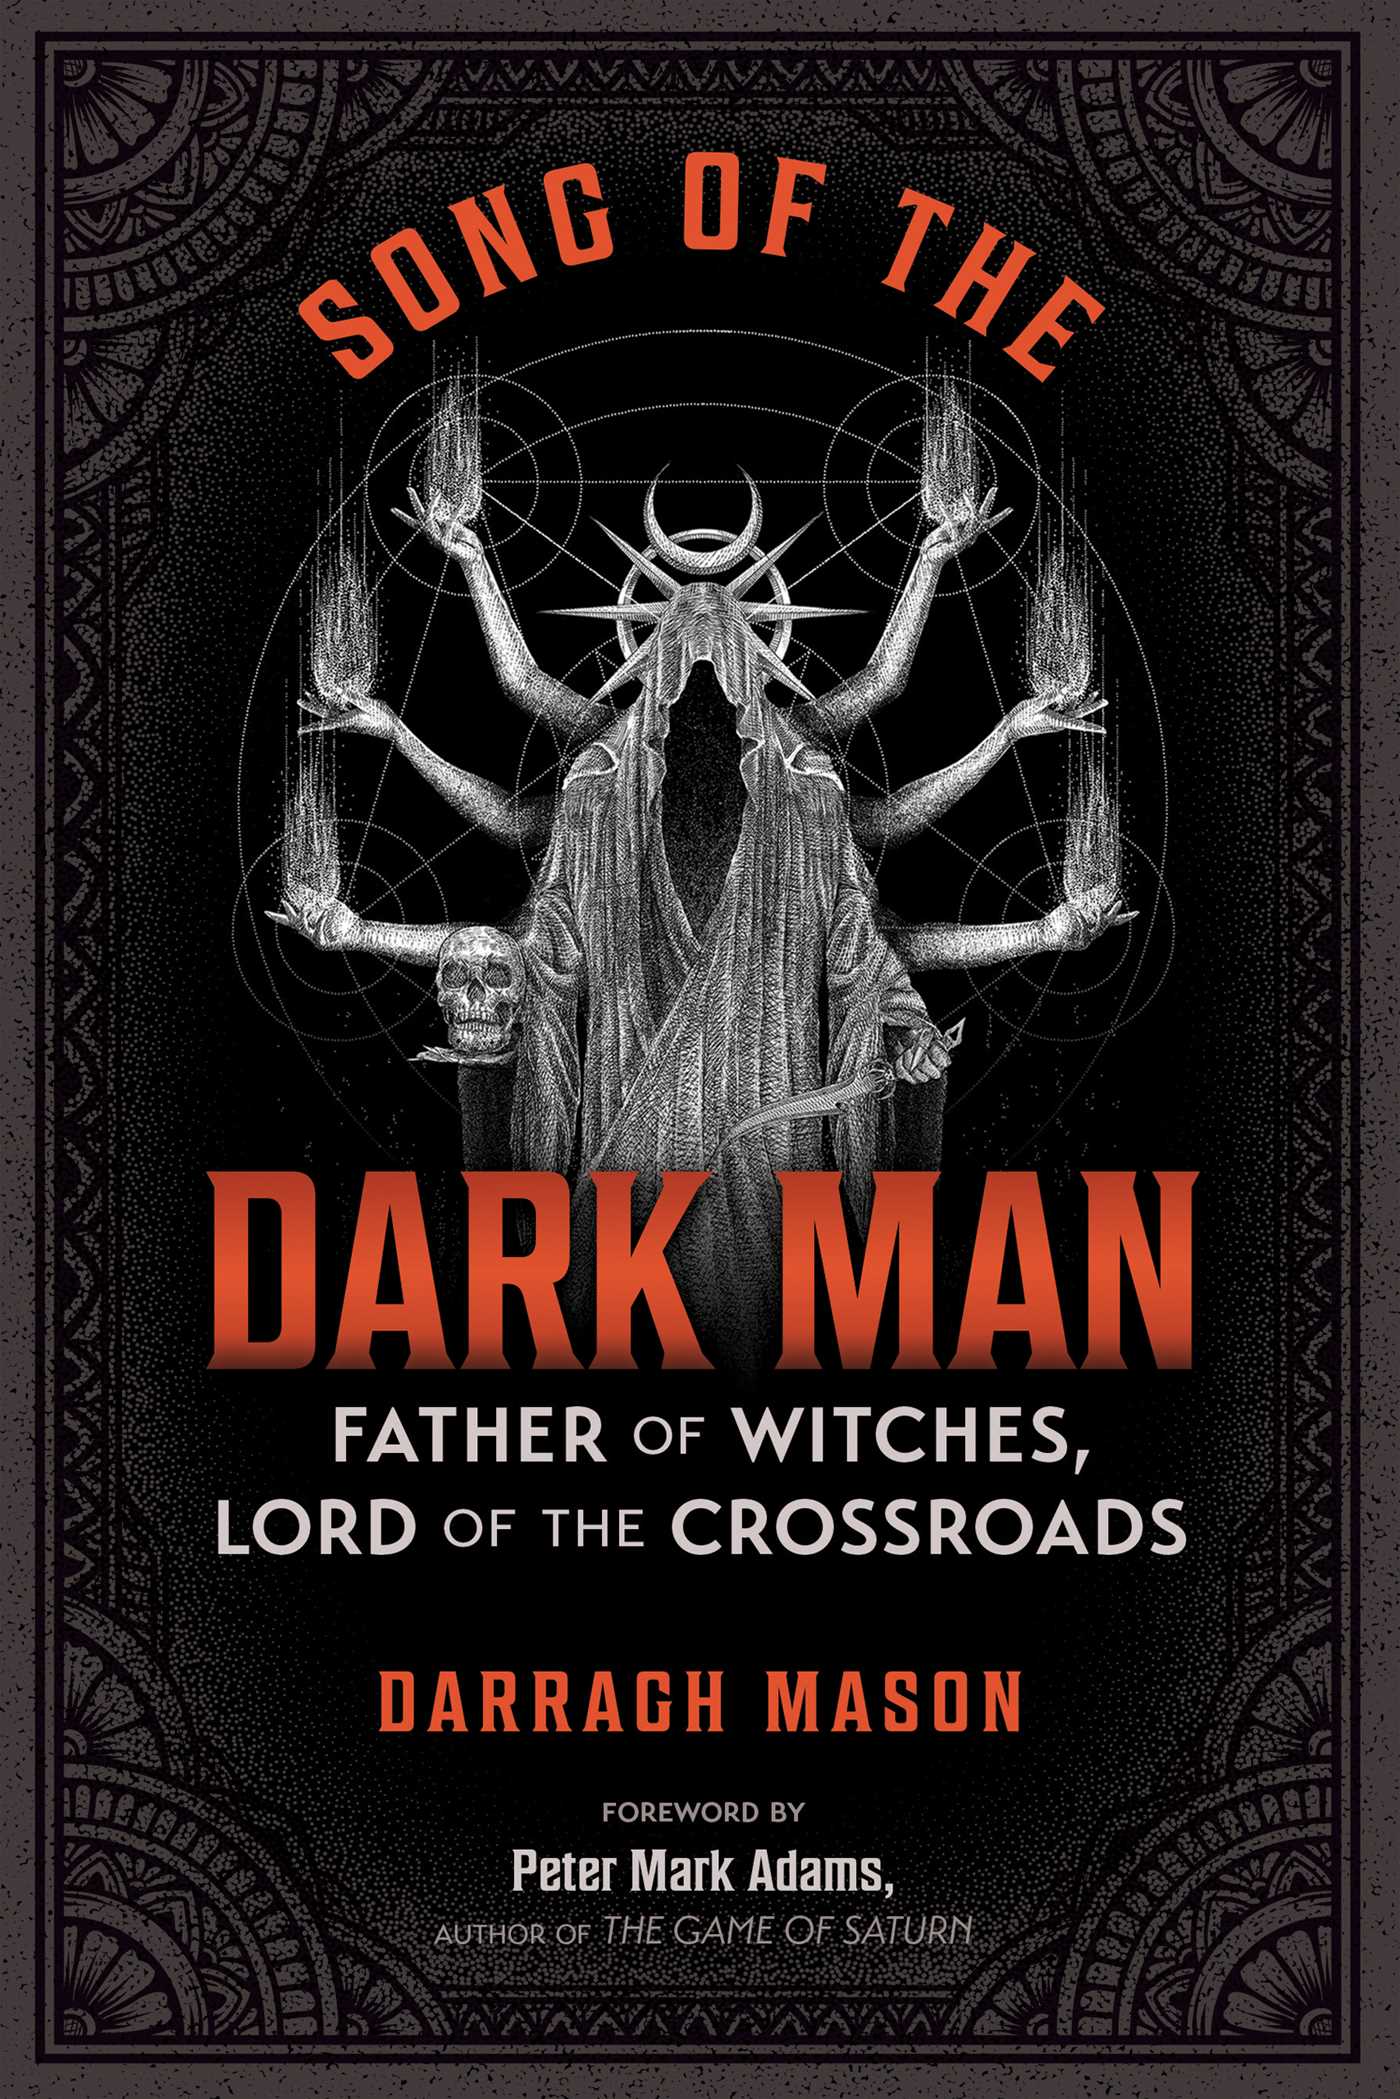 SONG OF THE
DARK MAN
FATHER OF WITCHES,
LORD OF THE CROSSROADS
DARRAGH MASON
FOREWORD BY
Peter Mark Adams,
AUTHOR OF THE GAME OF SATURN